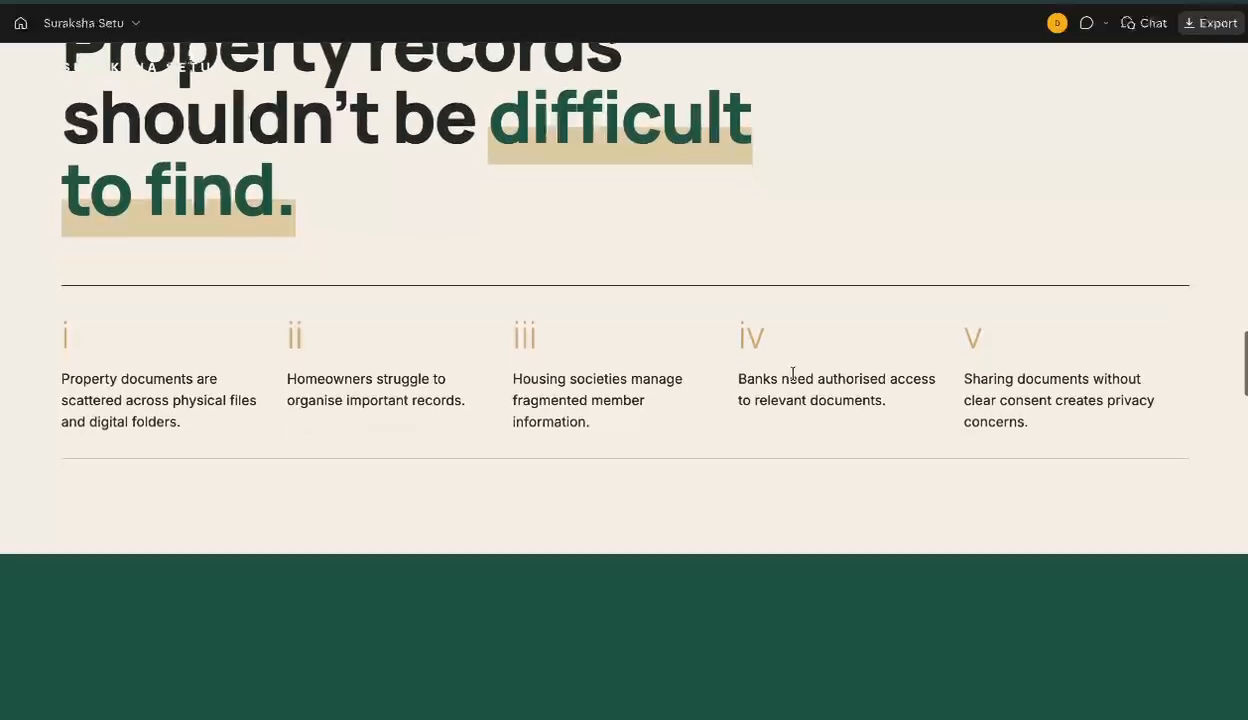 Suraksha Setu
D
Chat
Export
Property records
SURAKSHA SETU
shouldn't be difficult
to find.
i
Property documents are
scattered across physical files
and digital folders.
ii
Homeowners struggle to
organise important records.
iii
Housing societies manage
fragmented member
information.
iv
Banks need authorised access
to relevant documents.
v
Sharing documents without
clear consent creates privacy
concerns.